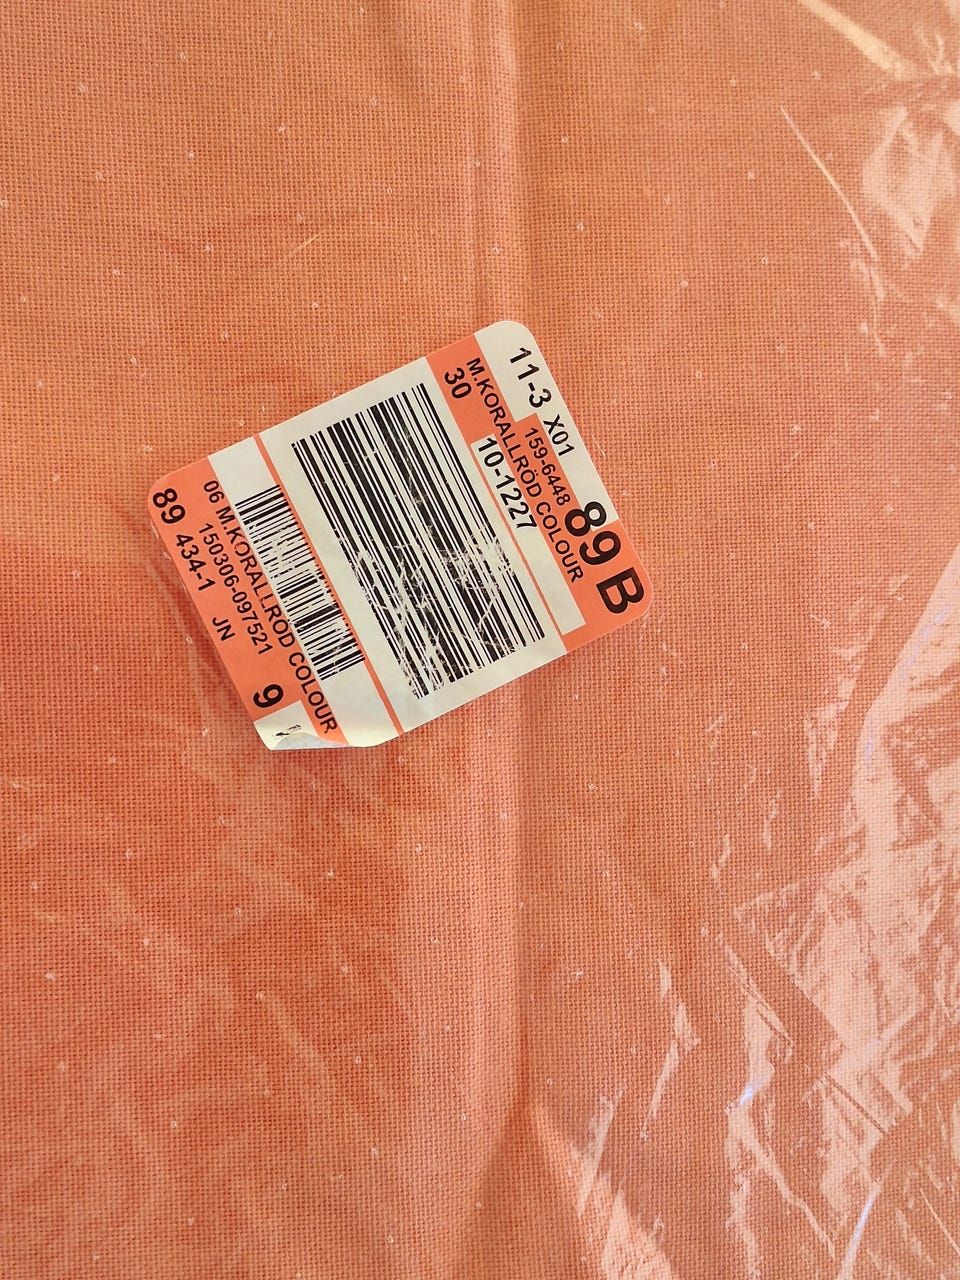 11-3 X01
159-6448
89 B
M.KORALLRÖD COLOUR
30
10-1227
06 M.KORALLRÖD COLOUR
150306-097521
89 434-1 JN 9